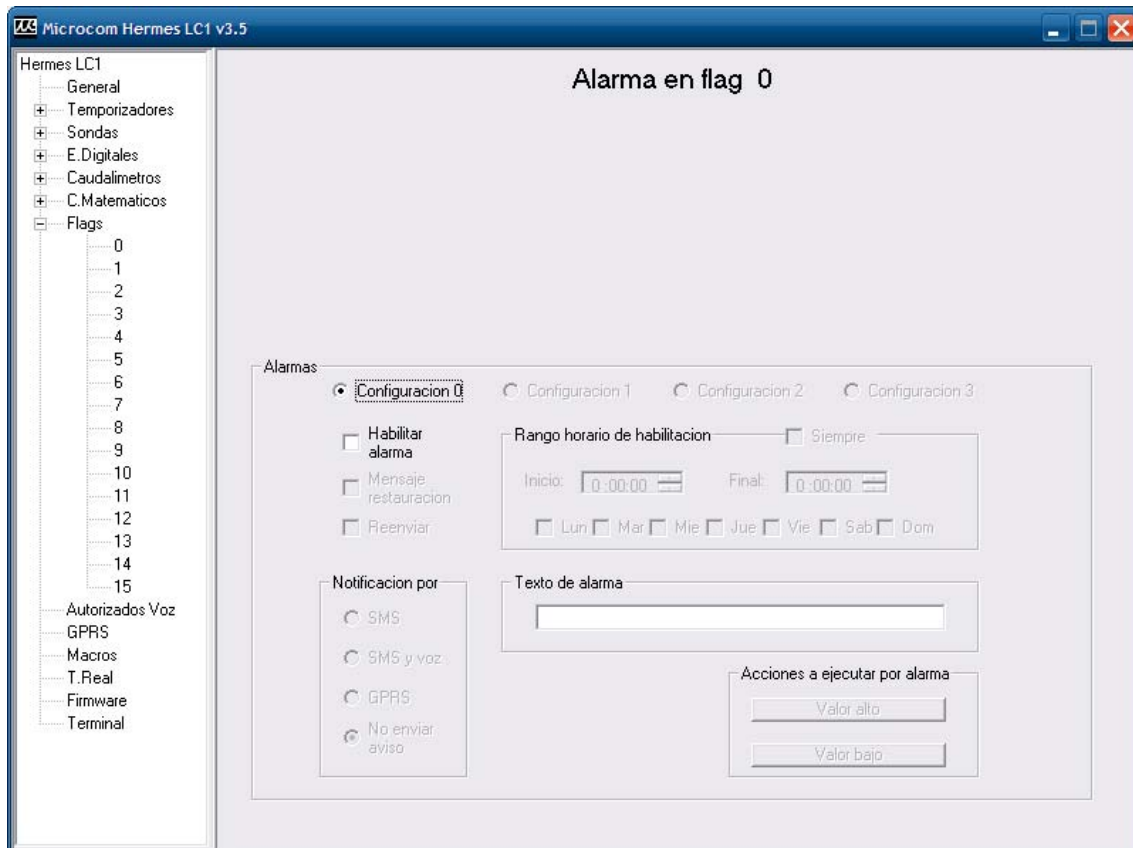 Microcom Hermes LC1 v3.5
Hermes LC1
General
Temporizadores
Sondas
E.Digitales
Caudalimetros
C.Matematicos
Flags
0
1
2
3
4
5
6
7
8
9
10
11
12
13
14
15
Autorizados Voz
GPRS
Macros
T.Real
Firmware
Terminal
Alarma en flag 0
Alarmas
Configuracion 0 Configuracion 1 Configuracion 2 Configuracion 3
Habilitar
alarma
Mensaje
restauracion
Reenviar
Rango horario de habilitacion Siempre
Inicio: 0:00:00 Final: 0:00:00
Lun Mar Mie Jue Vie Sab Dom
Notificacion por
SMS
SMS y voz
GPRS
No enviar
aviso
Texto de alarma
Acciones a ejecutar por alarma
Valor alto
Valor bajo